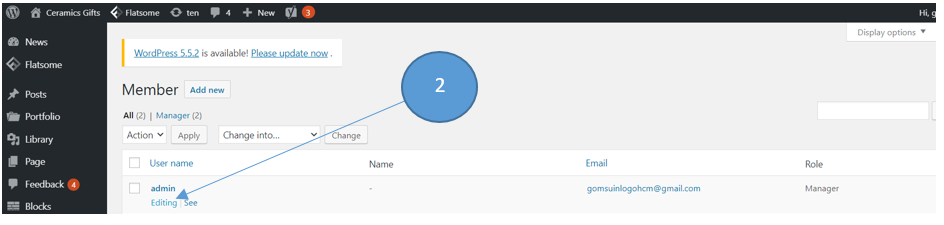 Ceramics Gifts Flatsome ten 4 + New 3 Hi, g
Display options
News
Flatsome
Posts
Portfolio
Library
Page
Feedback 4
Blocks
WordPress 5.5.2 is available! Please update now .
Member Add new
All (2) | Manager (2)
Action Apply Change into... Change
User name Name Email Role
admin - gomsuinlogohcm@gmail.com Manager
Editing | See
2